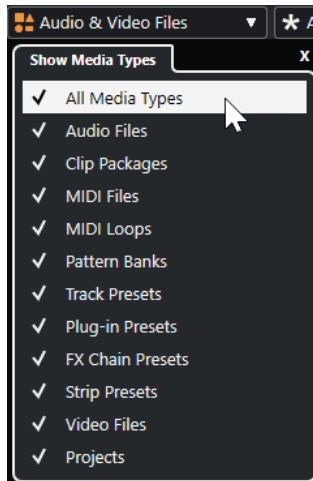 Audio & Video Files
Show Media Types x
All Media Types
Audio Files
Clip Packages
MIDI Files
MIDI Loops
Pattern Banks
Track Presets
Plug-in Presets
FX Chain Presets
Strip Presets
Video Files
Projects